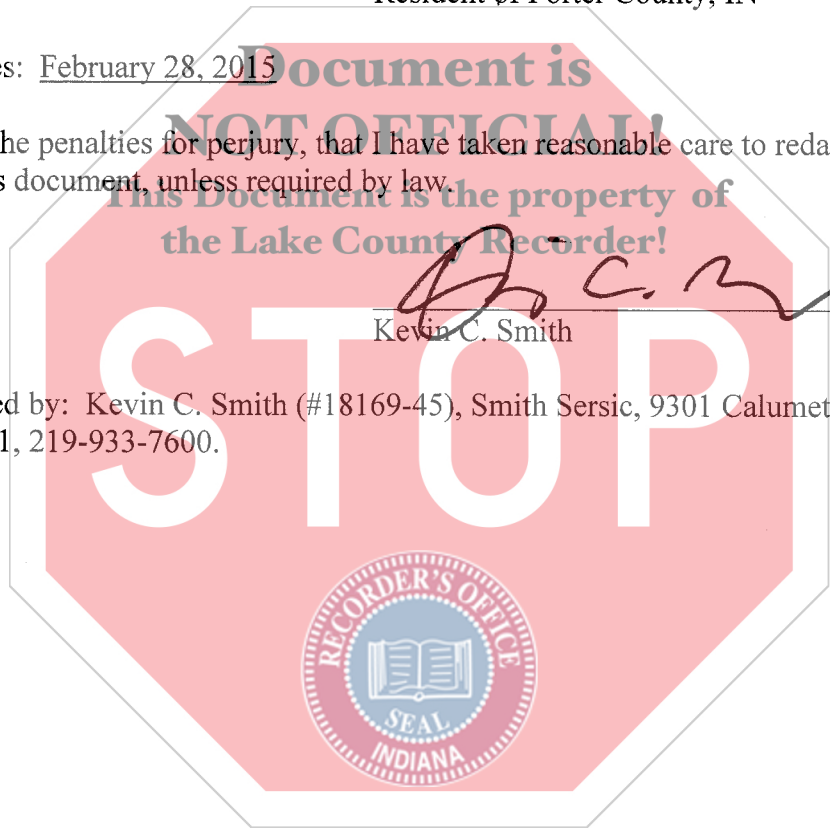 Resident of Porter County, IN
es: February 28, 2015
Document is
NOT OFFICIAL!
he penalties for perjury, that I have taken reasonable care to reda
s document, unless required by law.
This Document is the property of
the Lake County Recorder!
Kevin C. Smith
STOP
ed by: Kevin C. Smith (#18169-45), Smith Sersic, 9301 Calumet
1, 219-933-7600.
RECORDER'S OFFICE
SEAL
INDIANA